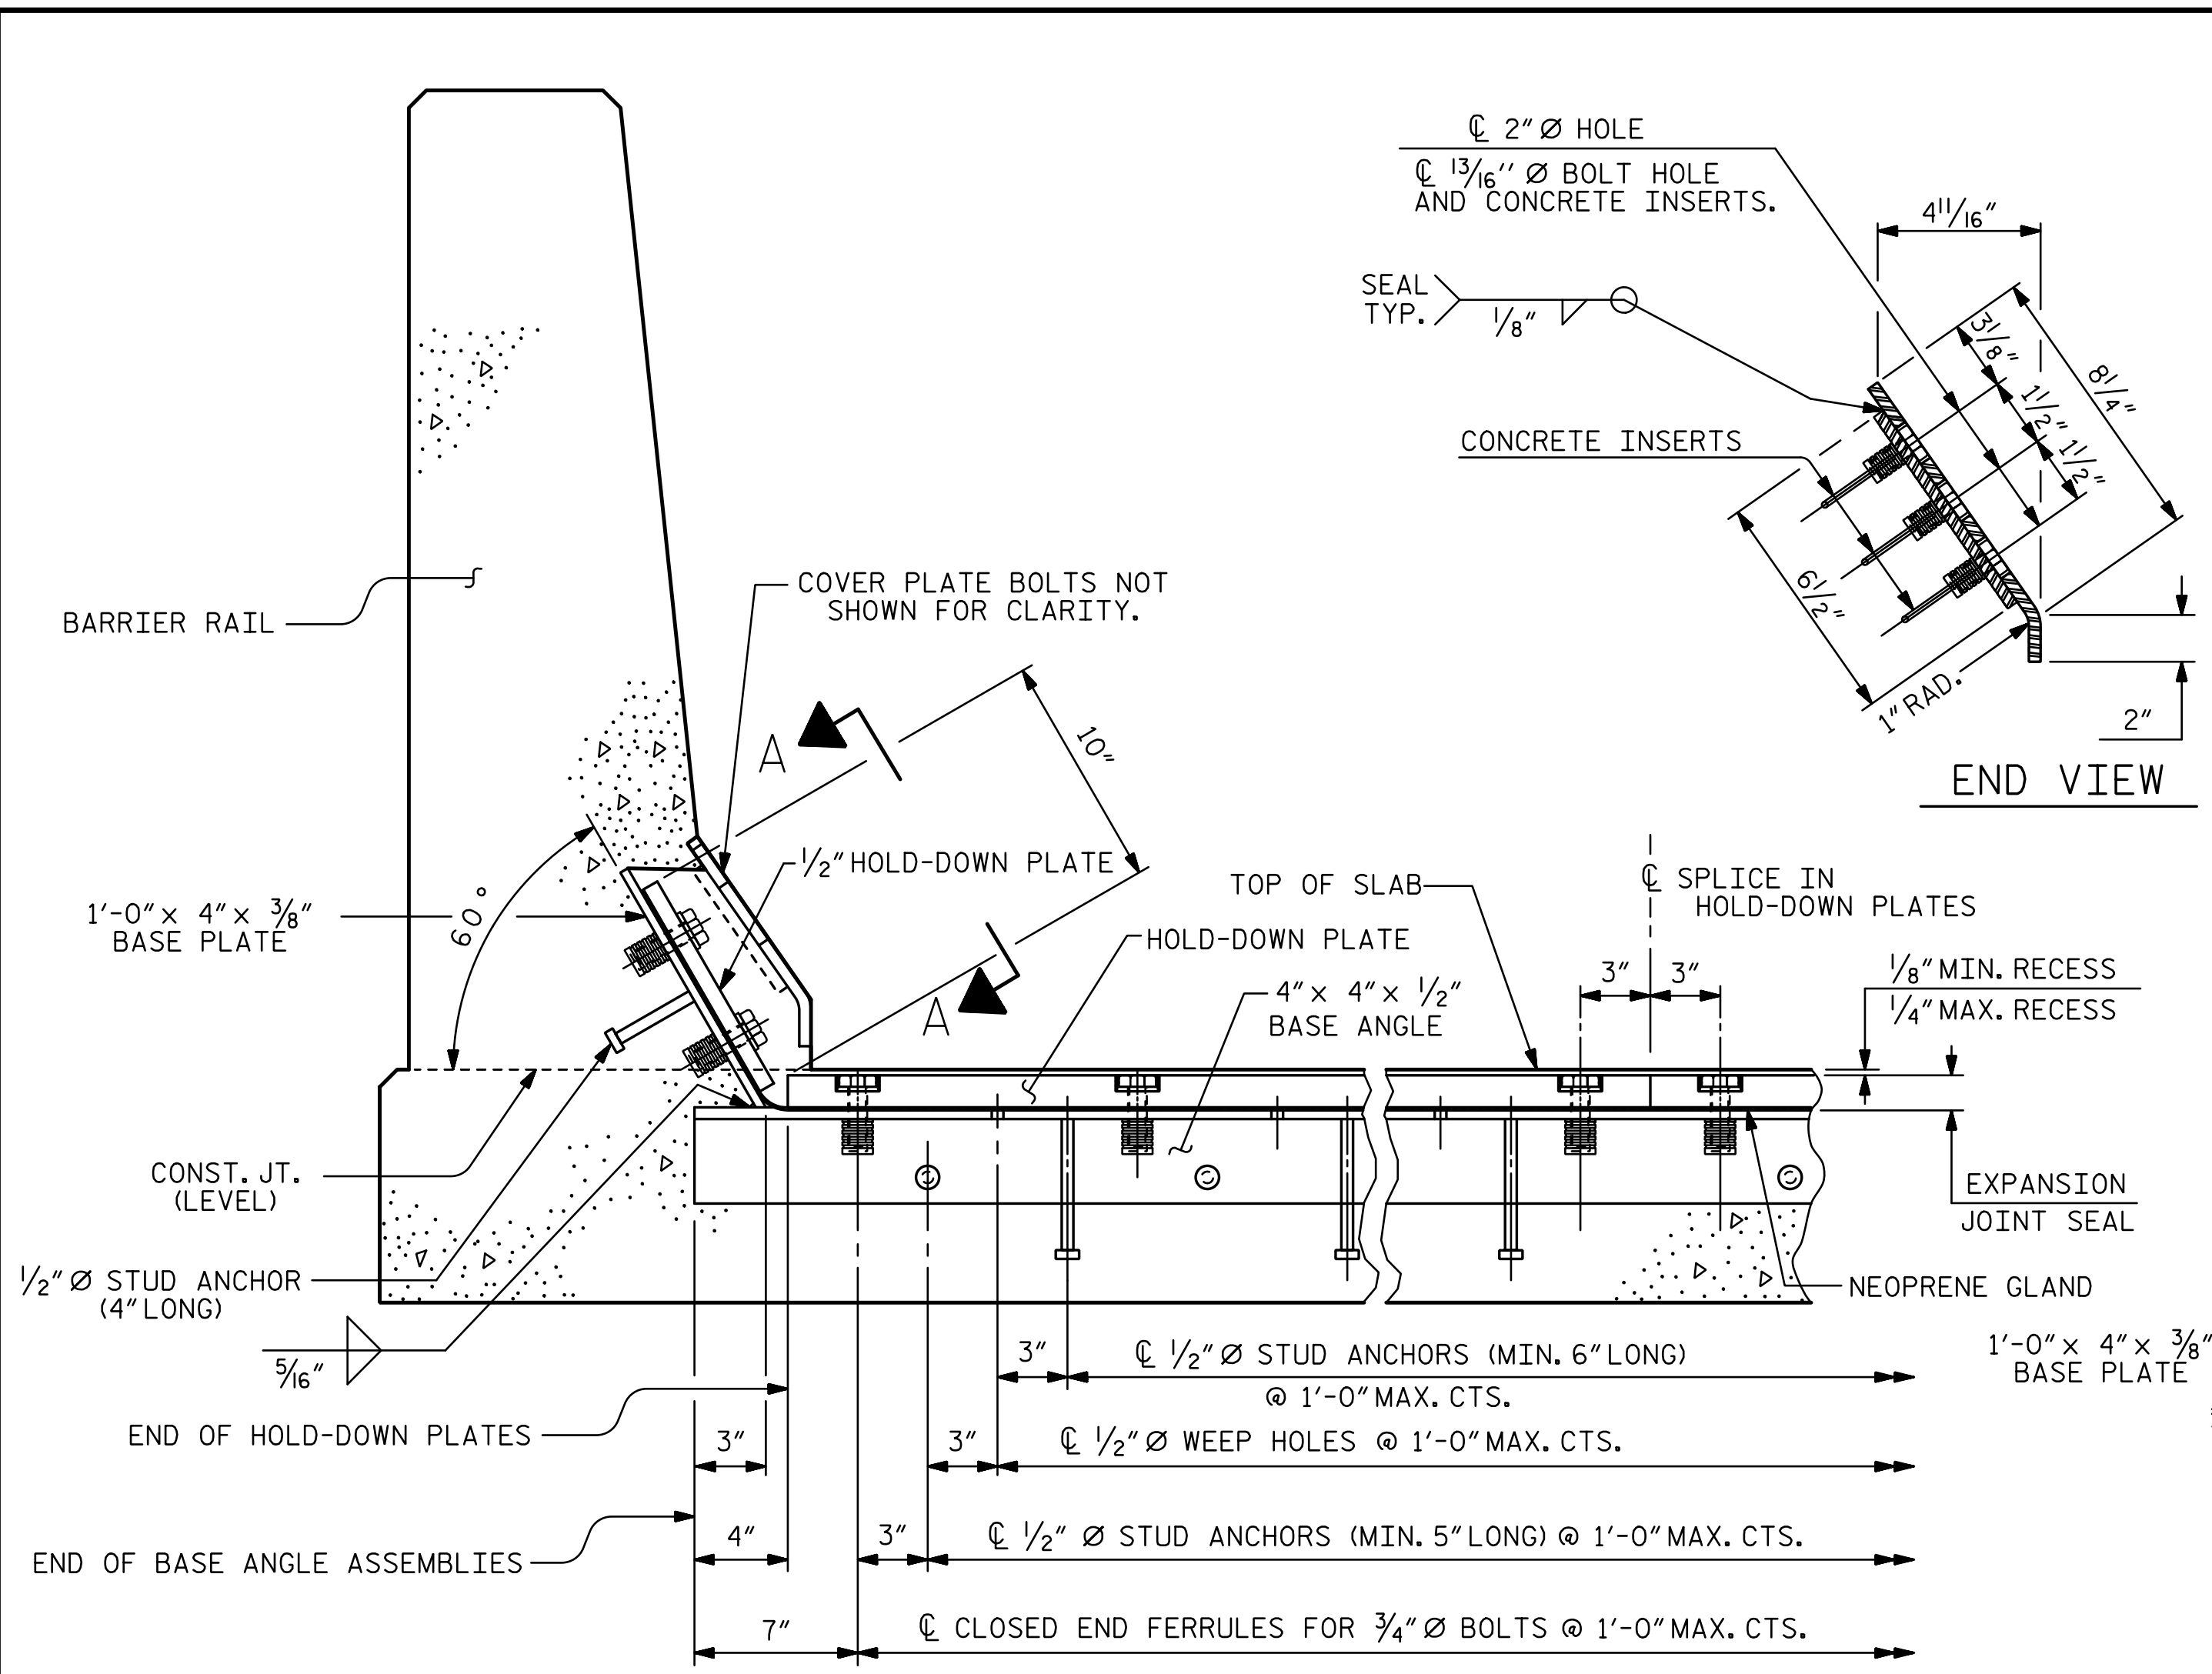 ℄ 2" Ø HOLE
℄ 13/16'' Ø BOLT HOLE
AND CONCRETE INSERTS.
4 11/16"
SEAL
TYP.
1/8"
3 1/8"
8 1/4"
1 1/2"
1 1/2"
CONCRETE INSERTS
6 1/2"
1" RAD.
2"
END VIEW
BARRIER RAIL
COVER PLATE BOLTS NOT
SHOWN FOR CLARITY.
A
10"
1/2" HOLD-DOWN PLATE
1'-0" x 4" x 3/8"
BASE PLATE
60°
A
TOP OF SLAB
HOLD-DOWN PLATE
4" x 4" x 1/2"
BASE ANGLE
℄ SPLICE IN
HOLD-DOWN PLATES
3"
3"
1/8" MIN. RECESS
1/4" MAX. RECESS
CONST. JT.
(LEVEL)
EXPANSION
JOINT SEAL
1/2" Ø STUD ANCHOR
(4" LONG)
NEOPRENE GLAND
5/16"
3"
℄ 1/2" Ø STUD ANCHORS (MIN. 6" LONG)
@ 1'-0" MAX. CTS.
1'-0" x 4" x 3/8"
BASE PLATE
END OF HOLD-DOWN PLATES
3"
3"
℄ 1/2" Ø WEEP HOLES @ 1'-0" MAX. CTS.
END OF BASE ANGLE ASSEMBLIES
4"
3"
℄ 1/2" Ø STUD ANCHORS (MIN. 5" LONG) @ 1'-0" MAX. CTS.
7"
℄ CLOSED END FERRULES FOR 3/4" Ø BOLTS @ 1'-0" MAX. CTS.